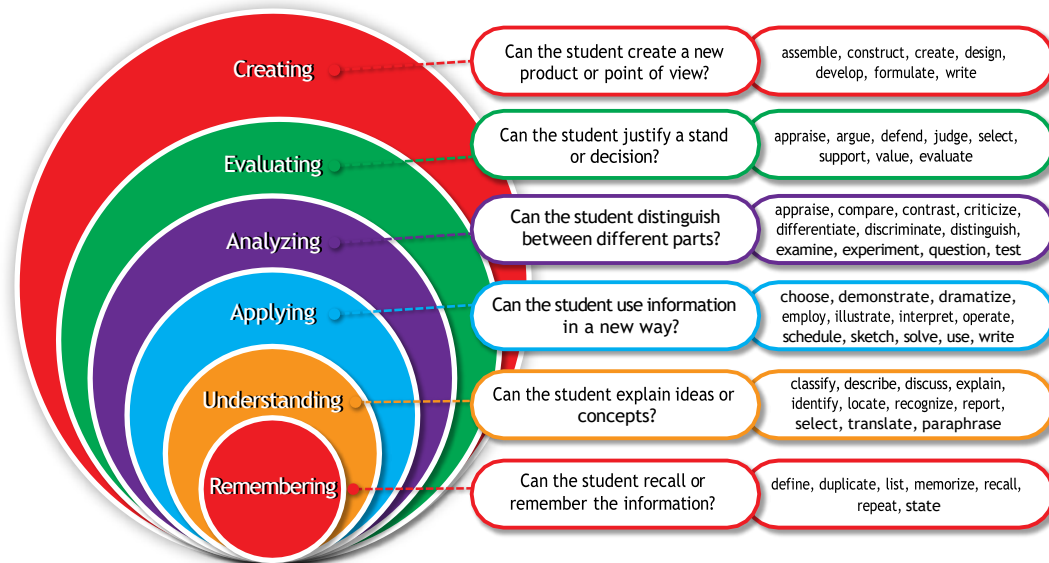 Creating
Can the student create a new
product or point of view?
assemble, construct, create, design,
develop, formulate, write
Evaluating
Can the student justify a stand
or decision?
appraise, argue, defend, judge, select,
support, value, evaluate
Analyzing
Can the student distinguish
between different parts?
appraise, compare, contrast, criticize,
differentiate, discriminate, distinguish,
examine, experiment, question, test
Applying
Can the student use information
in a new way?
choose, demonstrate, dramatize,
employ, illustrate, interpret, operate,
schedule, sketch, solve, use, write
Understanding
Can the student explain ideas or
concepts?
classify, describe, discuss, explain,
identify, locate, recognize, report,
select, translate, paraphrase
Remembering
Can the student recall or
remember the information?
define, duplicate, list, memorize, recall,
repeat, state